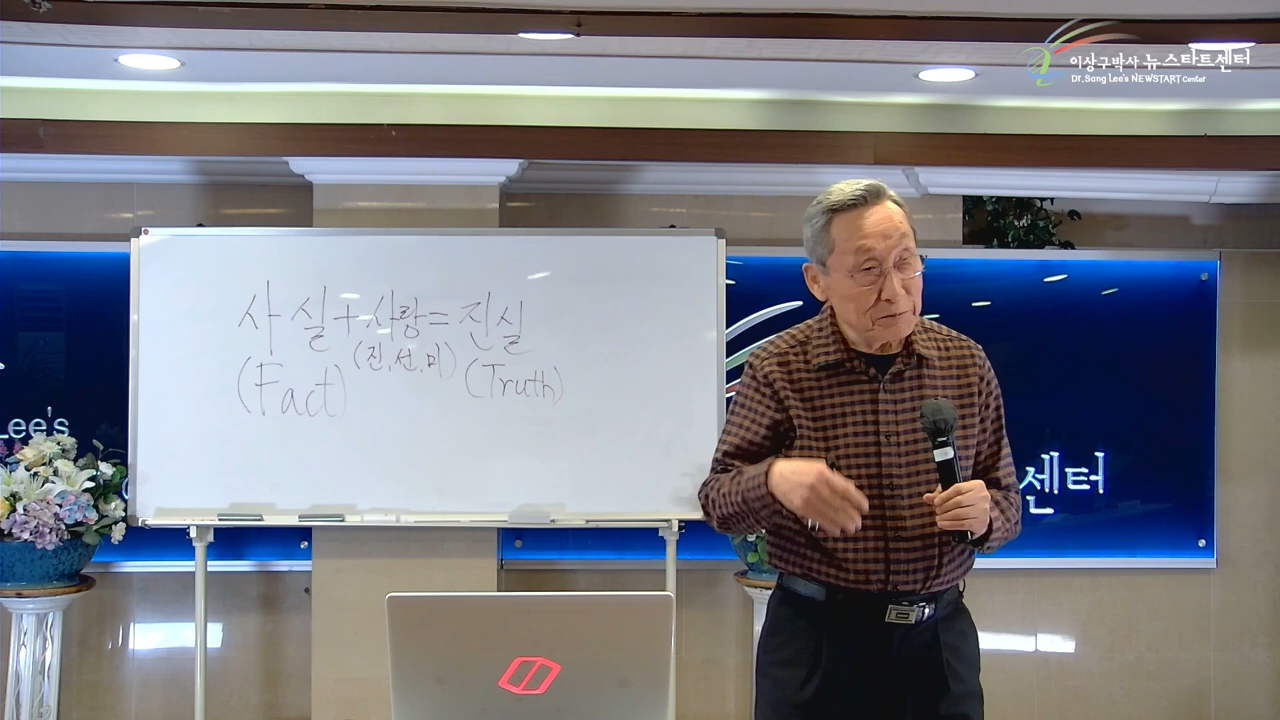 이상구박사 뉴스타트센터
Dr. Sang Lee's NEWSTART Center
사실+사랑=진실
(진,선,미)
(Fact) (Truth)
Lee's
센터